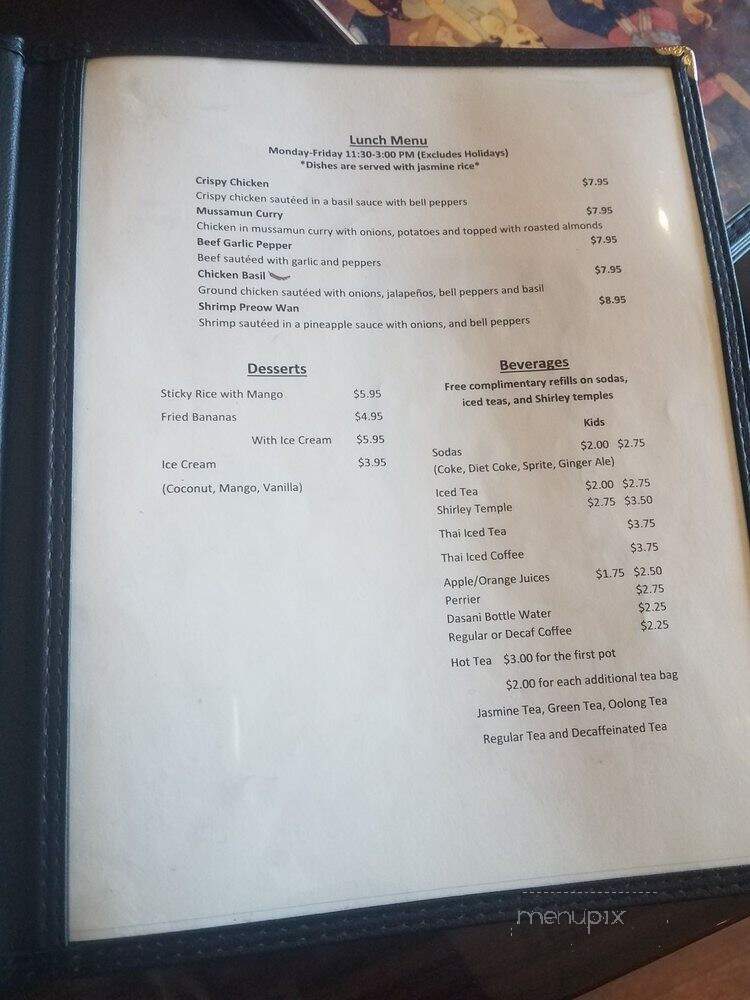 Lunch Menu
Monday-Friday 11:30-3:00 PM (Excludes Holidays)
*Dishes are served with jasmine rice*
Crispy Chicken $7.95
Crispy chicken sautéed in a basil sauce with bell peppers
Mussamun Curry $7.95
Chicken in mussamun curry with onions, potatoes and topped with roasted almonds
Beef Garlic Pepper $7.95
Beef sautéed with garlic and peppers
Chicken Basil $7.95
Ground chicken sautéed with onions, jalapeños, bell peppers and basil
Shrimp Preow Wan $8.95
Shrimp sautéed in a pineapple sauce with onions, and bell peppers
Desserts
Sticky Rice with Mango $5.95
Fried Bananas $4.95
With Ice Cream $5.95
Ice Cream $3.95
(Coconut, Mango, Vanilla)
Beverages
Free complimentary refills on sodas,
iced teas, and Shirley temples
Kids
Sodas $2.00 $2.75
(Coke, Diet Coke, Sprite, Ginger Ale)
Iced Tea $2.00 $2.75
Shirley Temple $2.75 $3.50
Thai Iced Tea $3.75
Thai Iced Coffee $3.75
Apple/Orange Juices $1.75 $2.50
Perrier $2.75
Dasani Bottle Water $2.25
Regular or Decaf Coffee $2.25
Hot Tea $3.00 for the first pot
$2.00 for each additional tea bag
Jasmine Tea, Green Tea, Oolong Tea
Regular Tea and Decaffeinated Tea
menupix